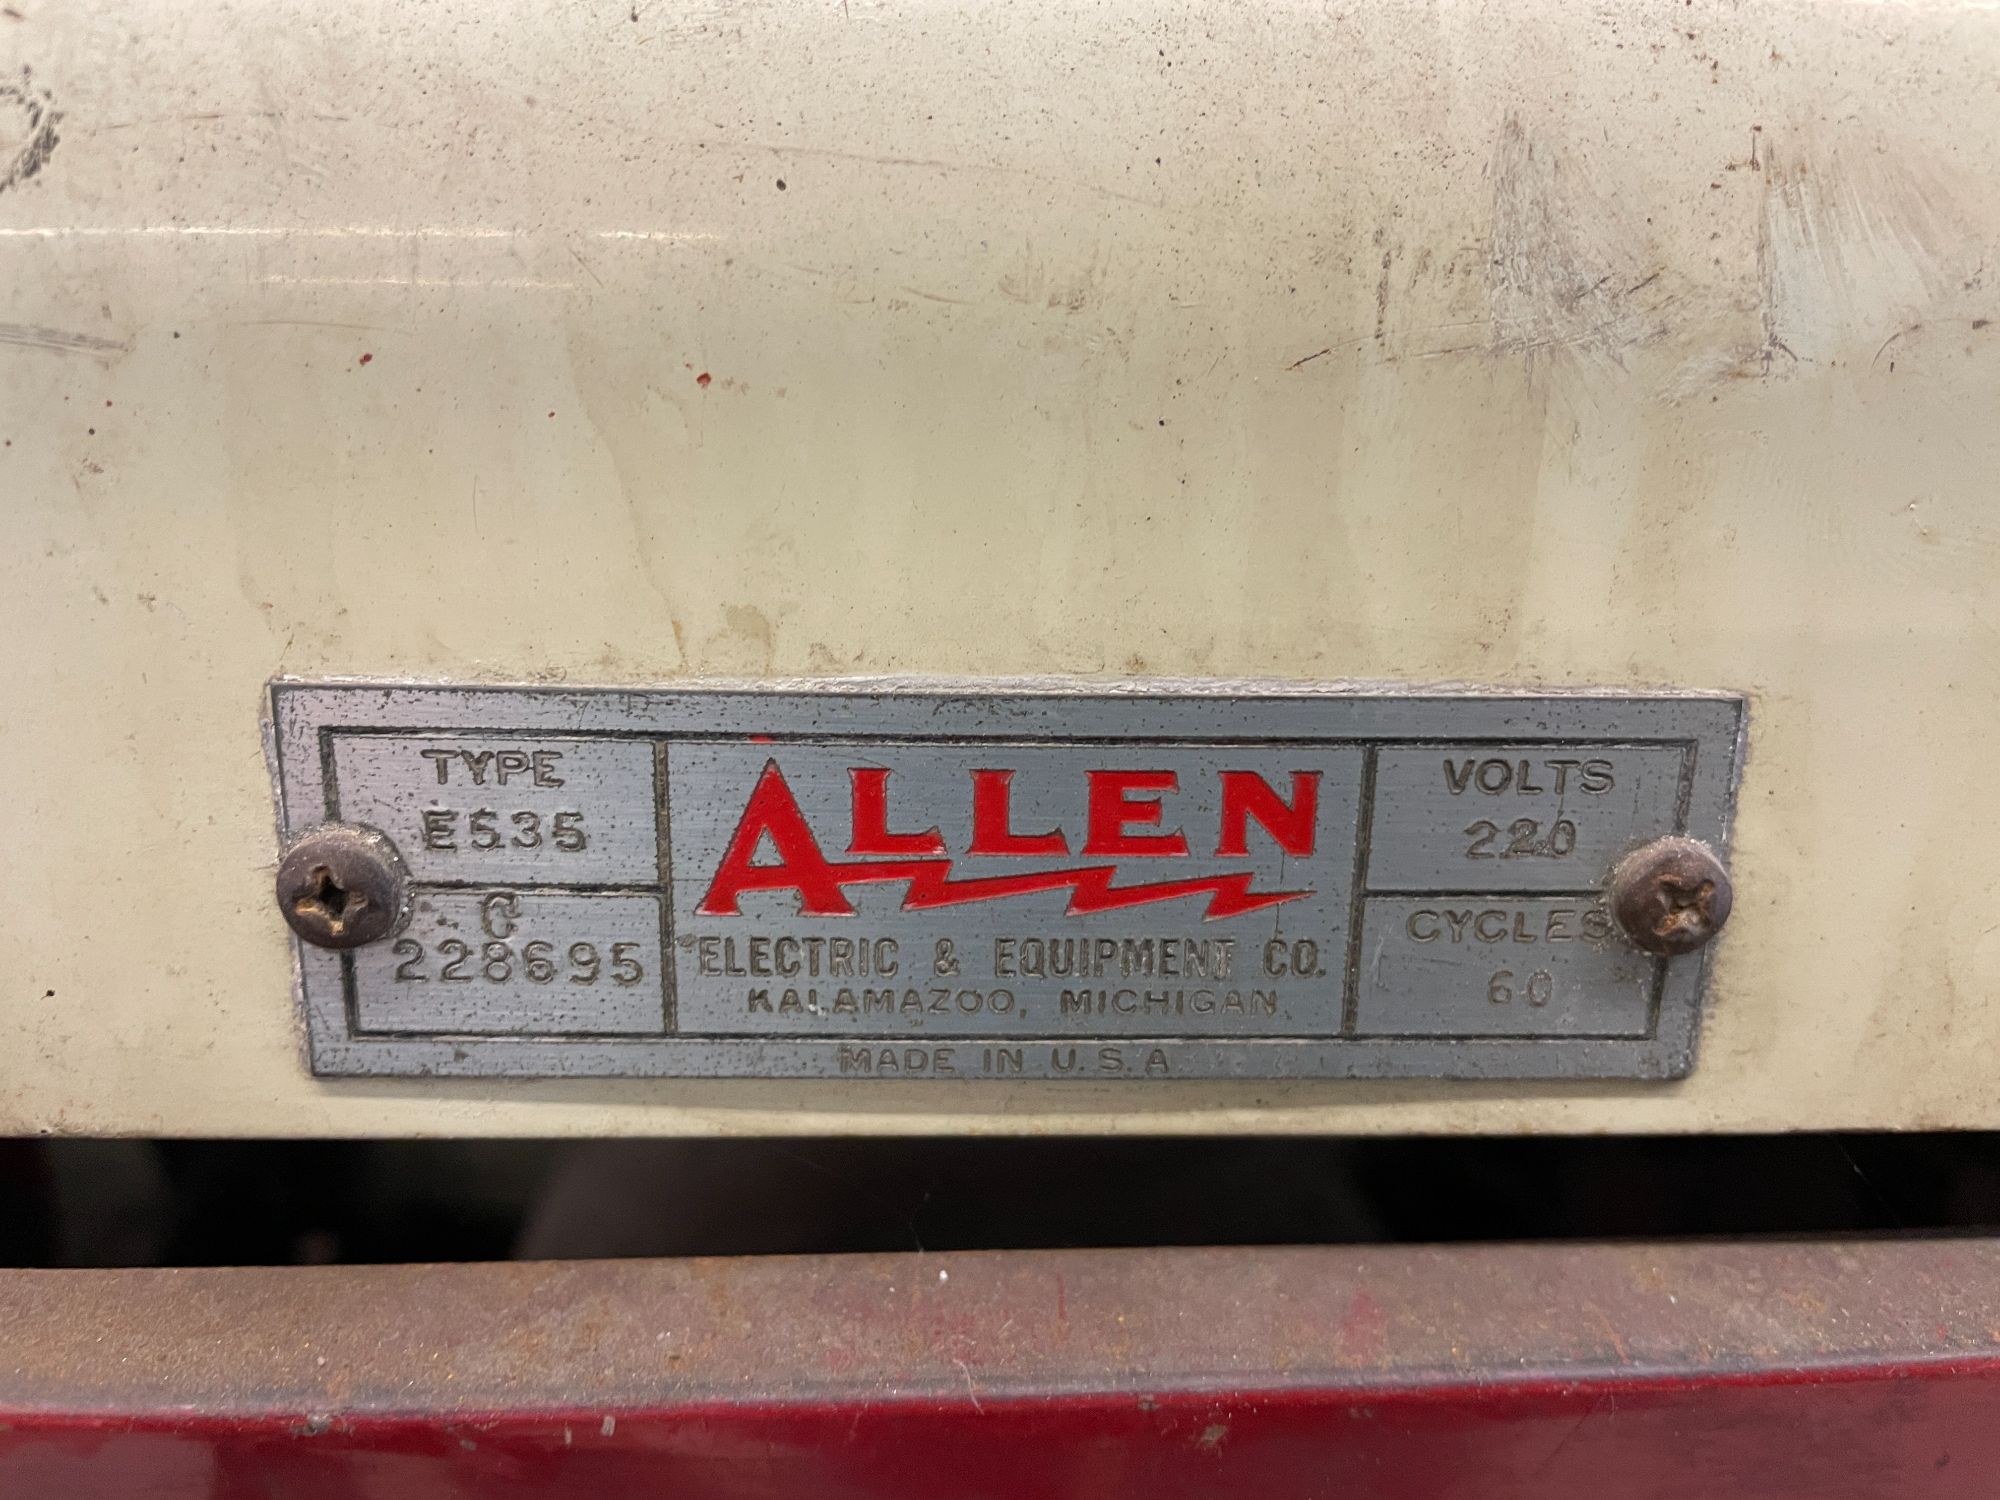 TYPE
E535
C
228695
ALLEN
ELECTRIC & EQUIPMENT CO.
KALAMAZOO, MICHIGAN
VOLTS
220
CYCLES
60
MADE IN U.S.A